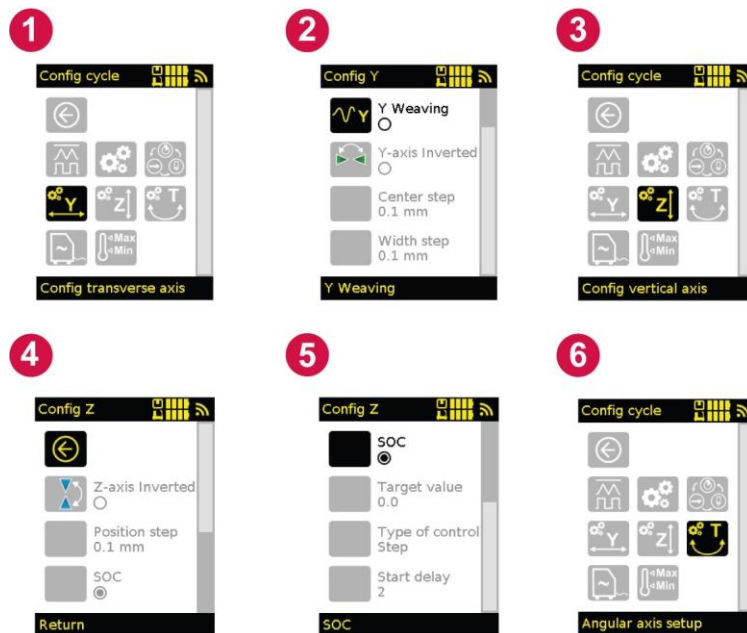 1
Config cycle
Y
Z
T
Max
Min
Config transverse axis
2
Config Y
Y
Y Weaving
Y-axis Inverted
Center step
0.1 mm
Width step
0.1 mm
Y Weaving
3
Config cycle
Y
Z
T
Max
Min
Config vertical axis
4
Config Z
Z-axis Inverted
Position step
0.1 mm
SOC
Return
5
Config Z
SOC
Target value
0.0
Type of control
Step
Start delay
2
SOC
6
Config cycle
Y
Z
T
Max
Min
Angular axis setup